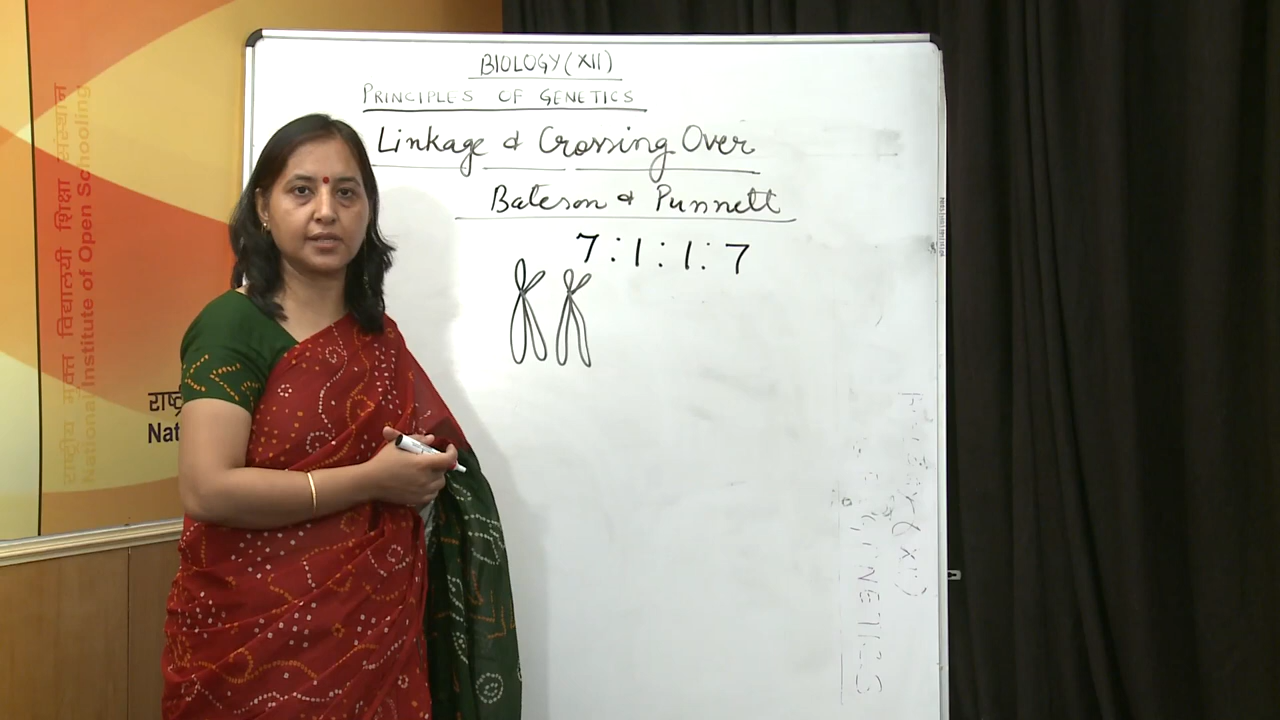 BIOLOGY (XII)
PRINCIPLES OF GENETICS
Linkage & Crossing Over
Bateson & Punnett
7 : 1 : 1 : 7
राष्ट्रीय मुक्त विद्यालयी शिक्षा संस्थान
National Institute of Open Schooling
राष्ट्र
Nat